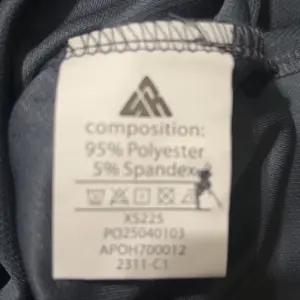 composition:
95% Polyester
5% Spandex
XS225
PO25040103
APOH700012
2311-C1